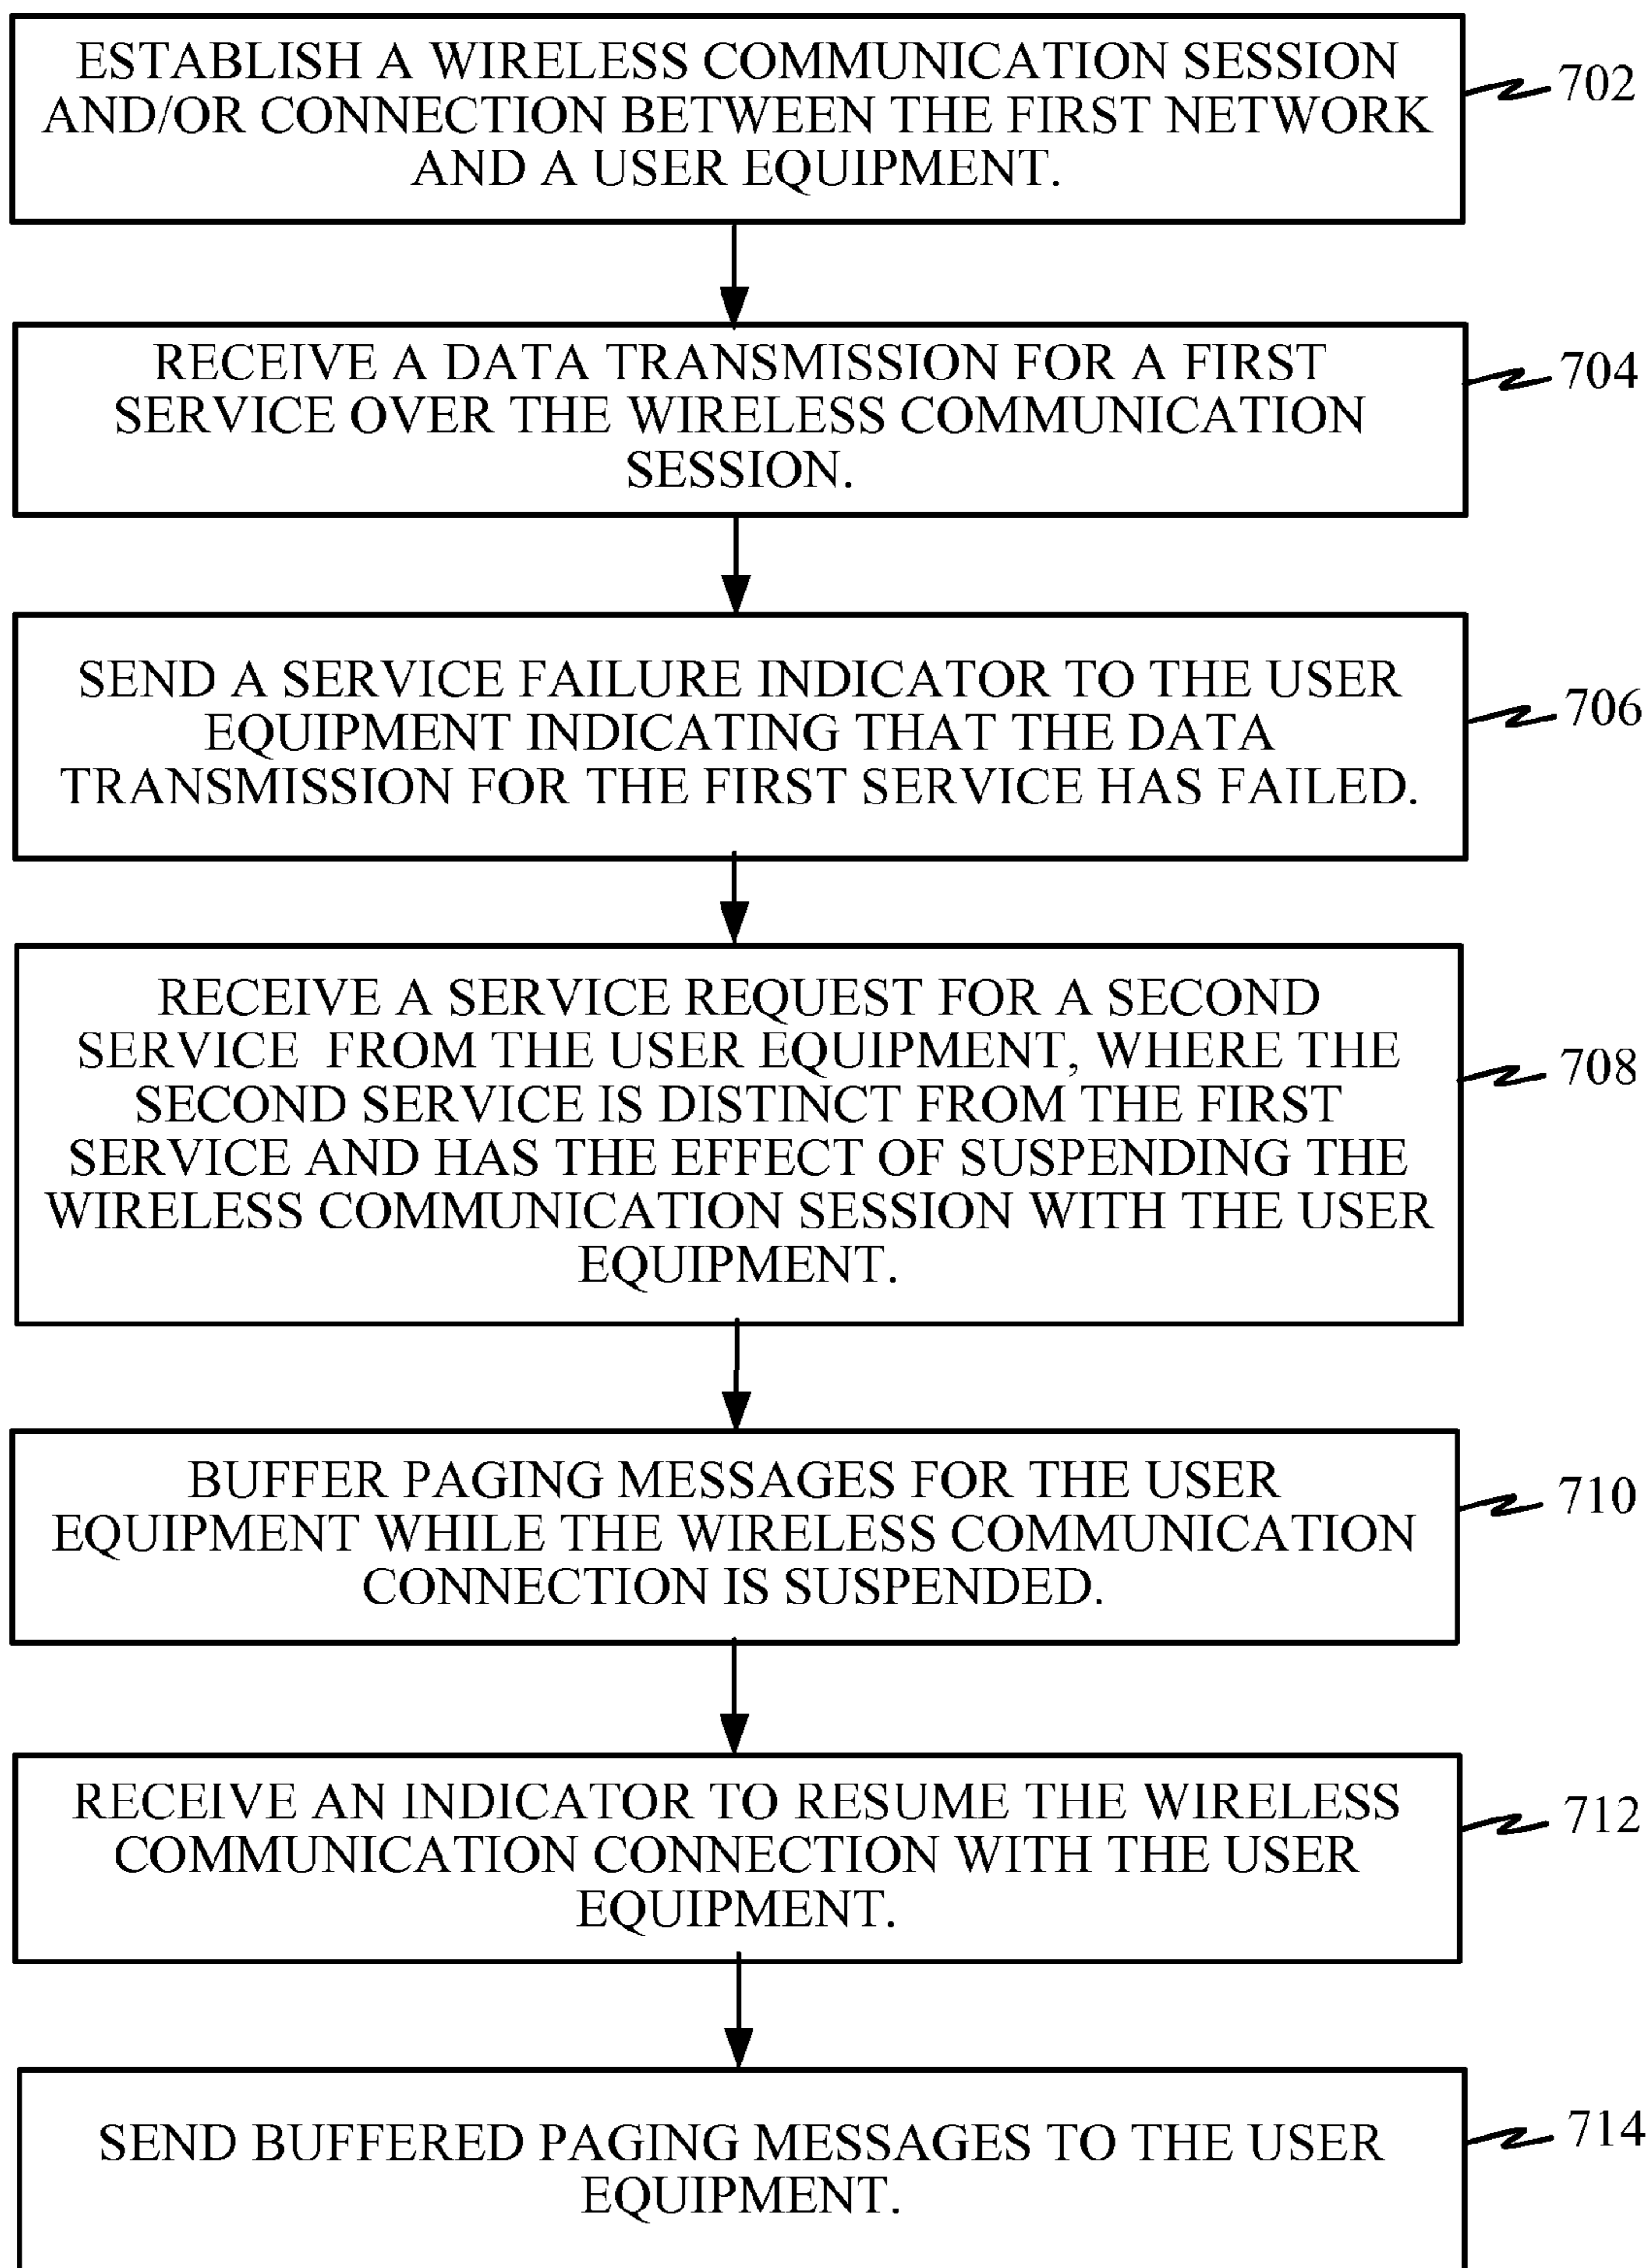 ESTABLISH A WIRELESS COMMUNICATION SESSION
AND/OR CONNECTION BETWEEN THE FIRST NETWORK
AND A USER EQUIPMENT.
702
RECEIVE A DATA TRANSMISSION FOR A FIRST
SERVICE OVER THE WIRELESS COMMUNICATION
SESSION.
704
SEND A SERVICE FAILURE INDICATOR TO THE USER
EQUIPMENT INDICATING THAT THE DATA
TRANSMISSION FOR THE FIRST SERVICE HAS FAILED.
706
RECEIVE A SERVICE REQUEST FOR A SECOND
SERVICE FROM THE USER EQUIPMENT, WHERE THE
SECOND SERVICE IS DISTINCT FROM THE FIRST
SERVICE AND HAS THE EFFECT OF SUSPENDING THE
WIRELESS COMMUNICATION SESSION WITH THE USER
EQUIPMENT.
708
BUFFER PAGING MESSAGES FOR THE USER
EQUIPMENT WHILE THE WIRELESS COMMUNICATION
CONNECTION IS SUSPENDED.
710
RECEIVE AN INDICATOR TO RESUME THE WIRELESS
COMMUNICATION CONNECTION WITH THE USER
EQUIPMENT.
712
SEND BUFFERED PAGING MESSAGES TO THE USER
EQUIPMENT.
714